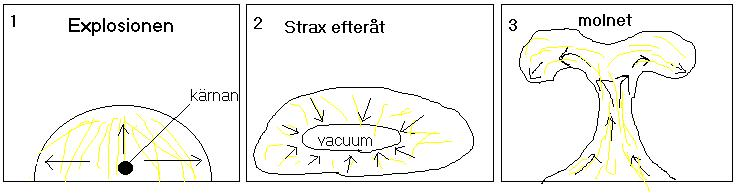 1
Explosionen
kärnan
2
Strax efteråt
vacuum
3
molnet